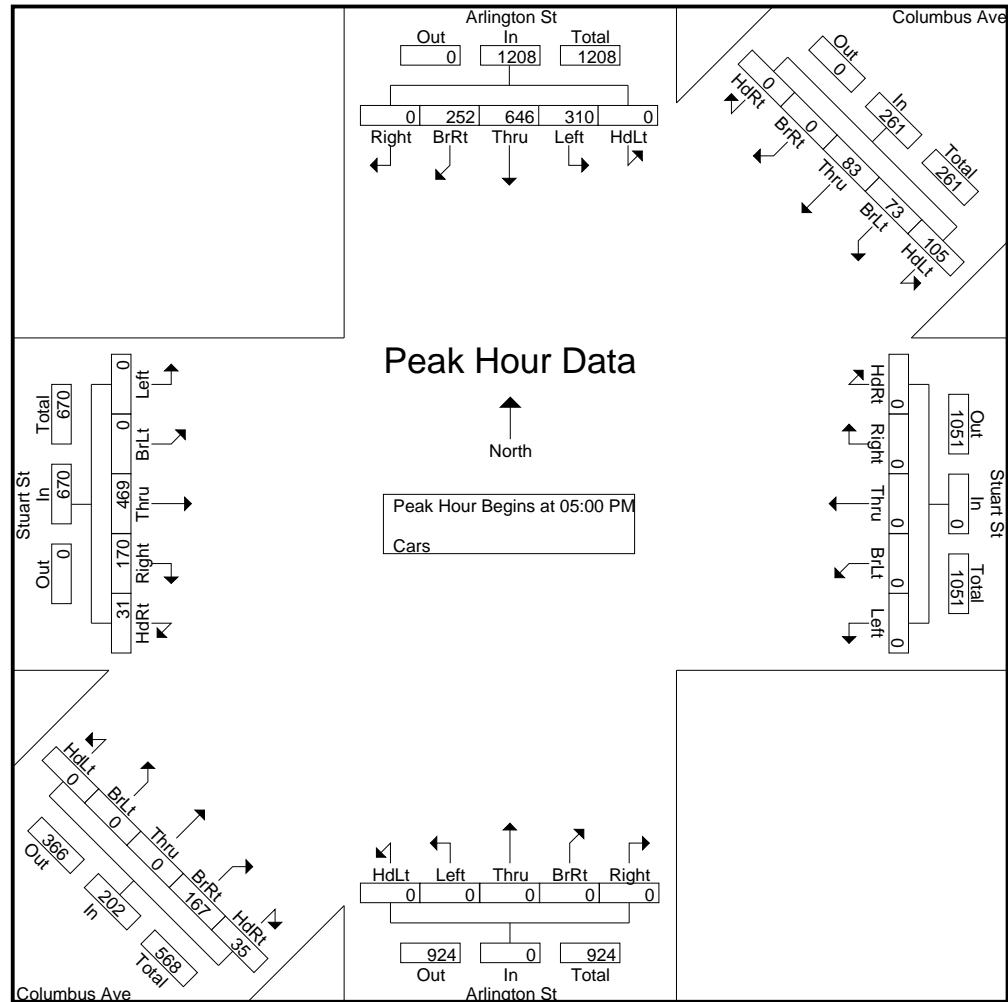 Arlington St
Out In Total
0 1208 1208
0 252 646 310 0
Right BrRt Thru Left HdLt
Columbus Ave
Out In Total
0 261 261
HdRt BrRt Thru BrLt HdLt
0 0 83 73 105
Peak Hour Data
North
Peak Hour Begins at 05:00 PM
Cars
Stuart St
Total In Out
670 670 0
0 0 469 170 31
Left BrLt Thru Right HdRt
Stuart St
Out In Total
1051 0 1051
HdRt Right Thru BrLt Left
0 0 0 0 0
HdLt BrLt Thru BrRt HdRt
0 0 0 167 35
366 202 568
Out In Total
Columbus Ave
HdLt Left Thru BrRt Right
0 0 0 0 0
924 0 924
Out In Total
Arlington St